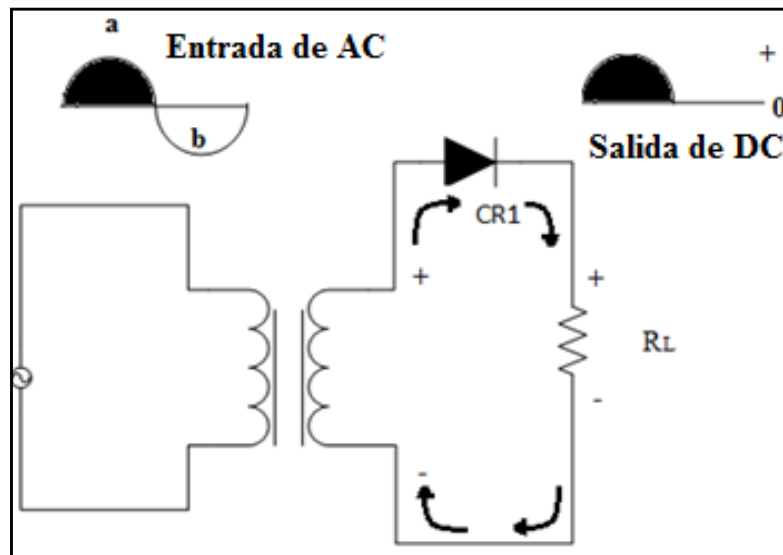 a
Entrada de AC
b
+
0
Salida de DC
CR1
+
+
RL
-
-